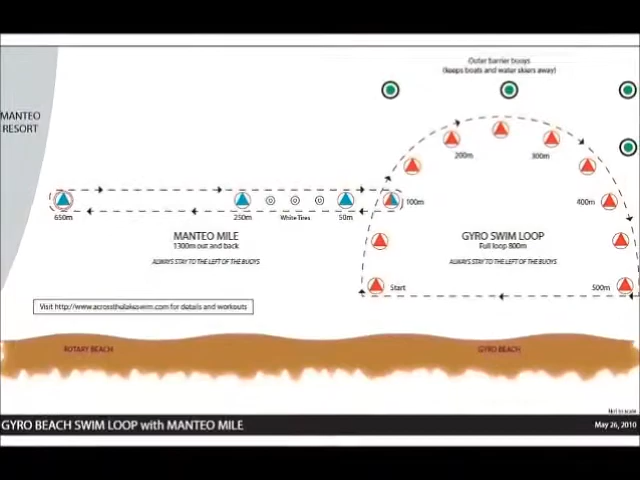 Outer barrier buoys
(keeps boats and water skiers away)
MANTEO
RESORT
200m
300m
400m
100m
650m
250m
White Tires
50m
MANTEO MILE
1300m out and back
ALWAYS STAY TO THE LEFT OF THE BUOYS
GYRO SWIM LOOP
Full loop 800m
ALWAYS STAY TO THE LEFT OF THE BUOYS
Start
500m
Visit http://www.acrossthelakeswim.com for details and workouts
ROTARY BEACH
GYRO BEACH
Not to scale
GYRO BEACH SWIM LOOP with MANTEO MILE
May 26, 2010